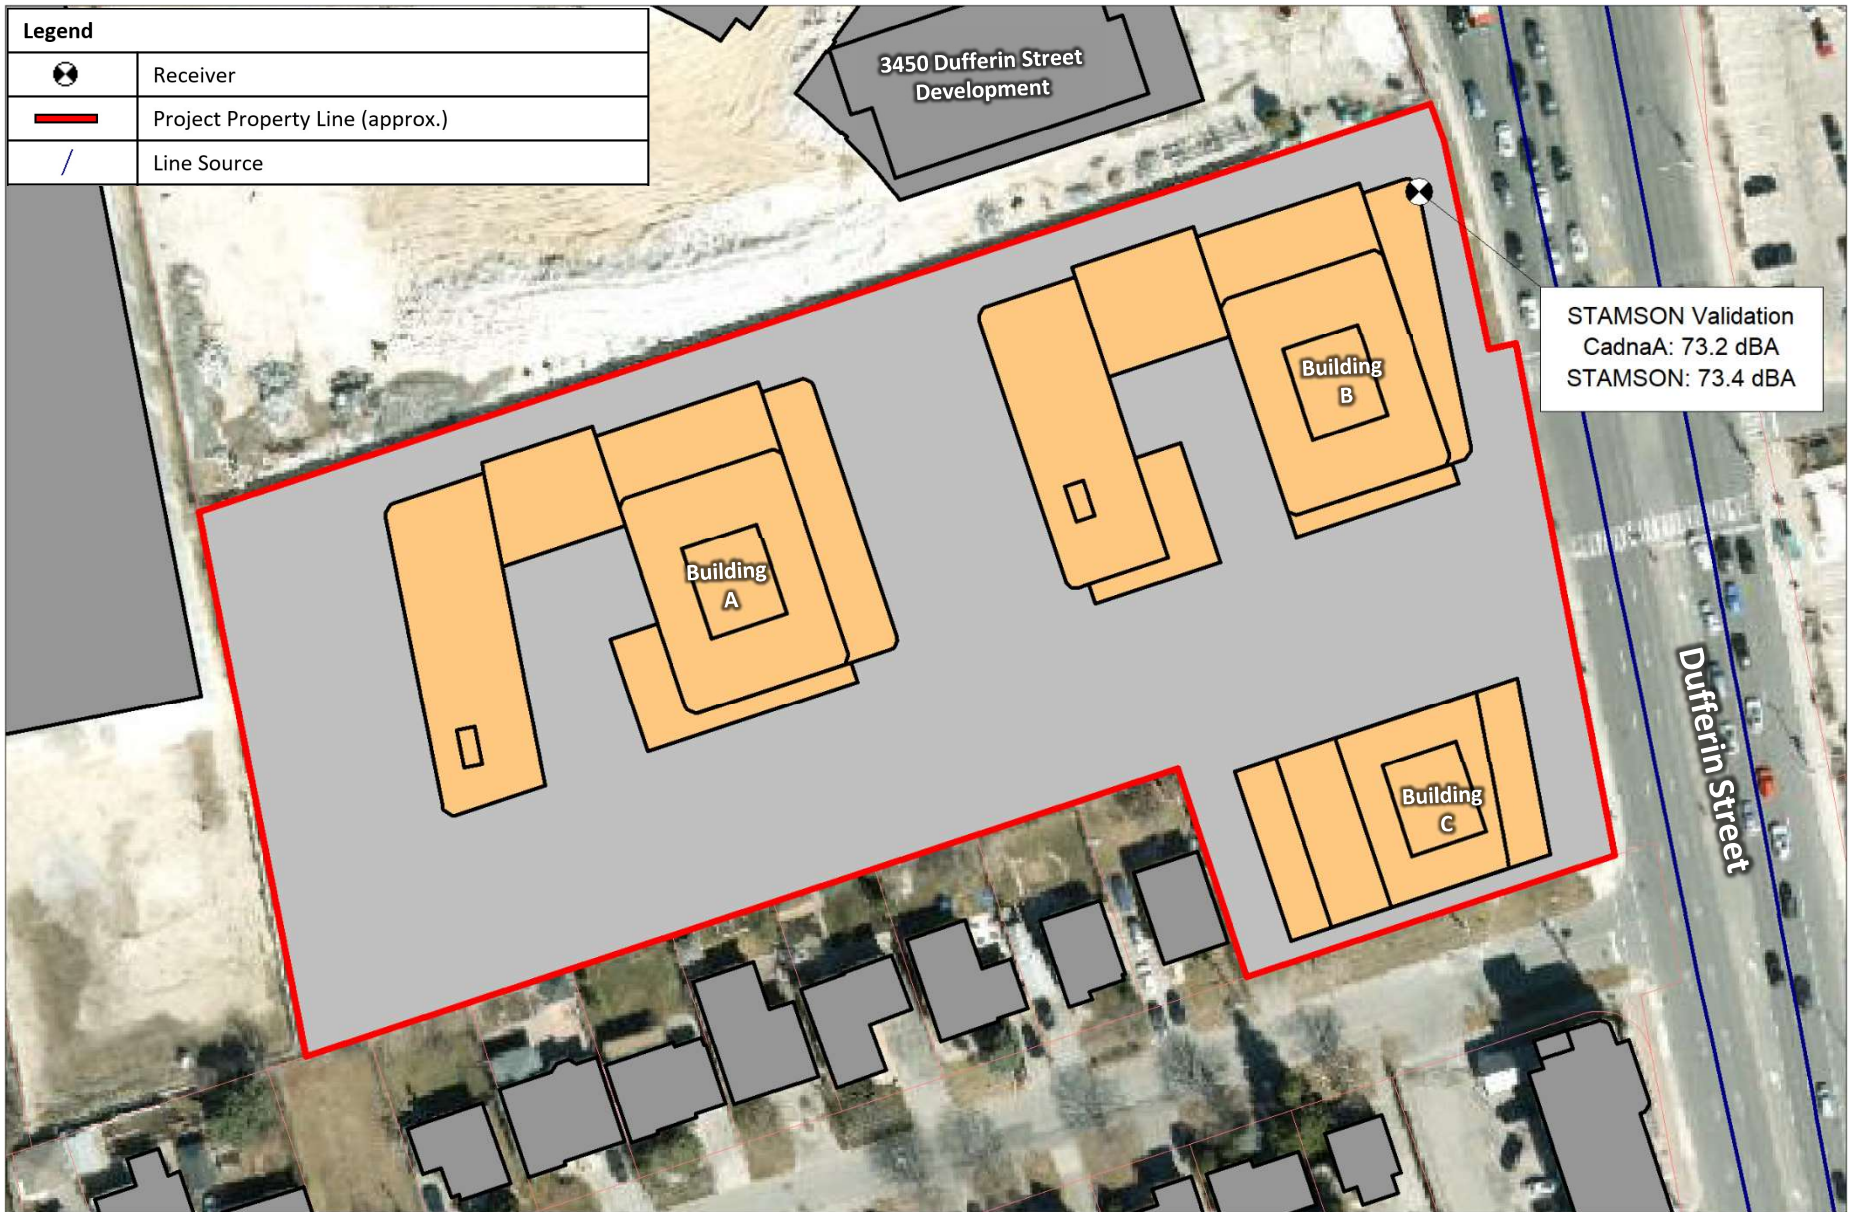 Legend
Receiver
Project Property Line (approx.)
Line Source
3450 Dufferin Street
Development
STAMSON Validation
CadnaA: 73.2 dBA
STAMSON: 73.4 dBA
Building
B
Building
A
Building
C
Dufferin Street